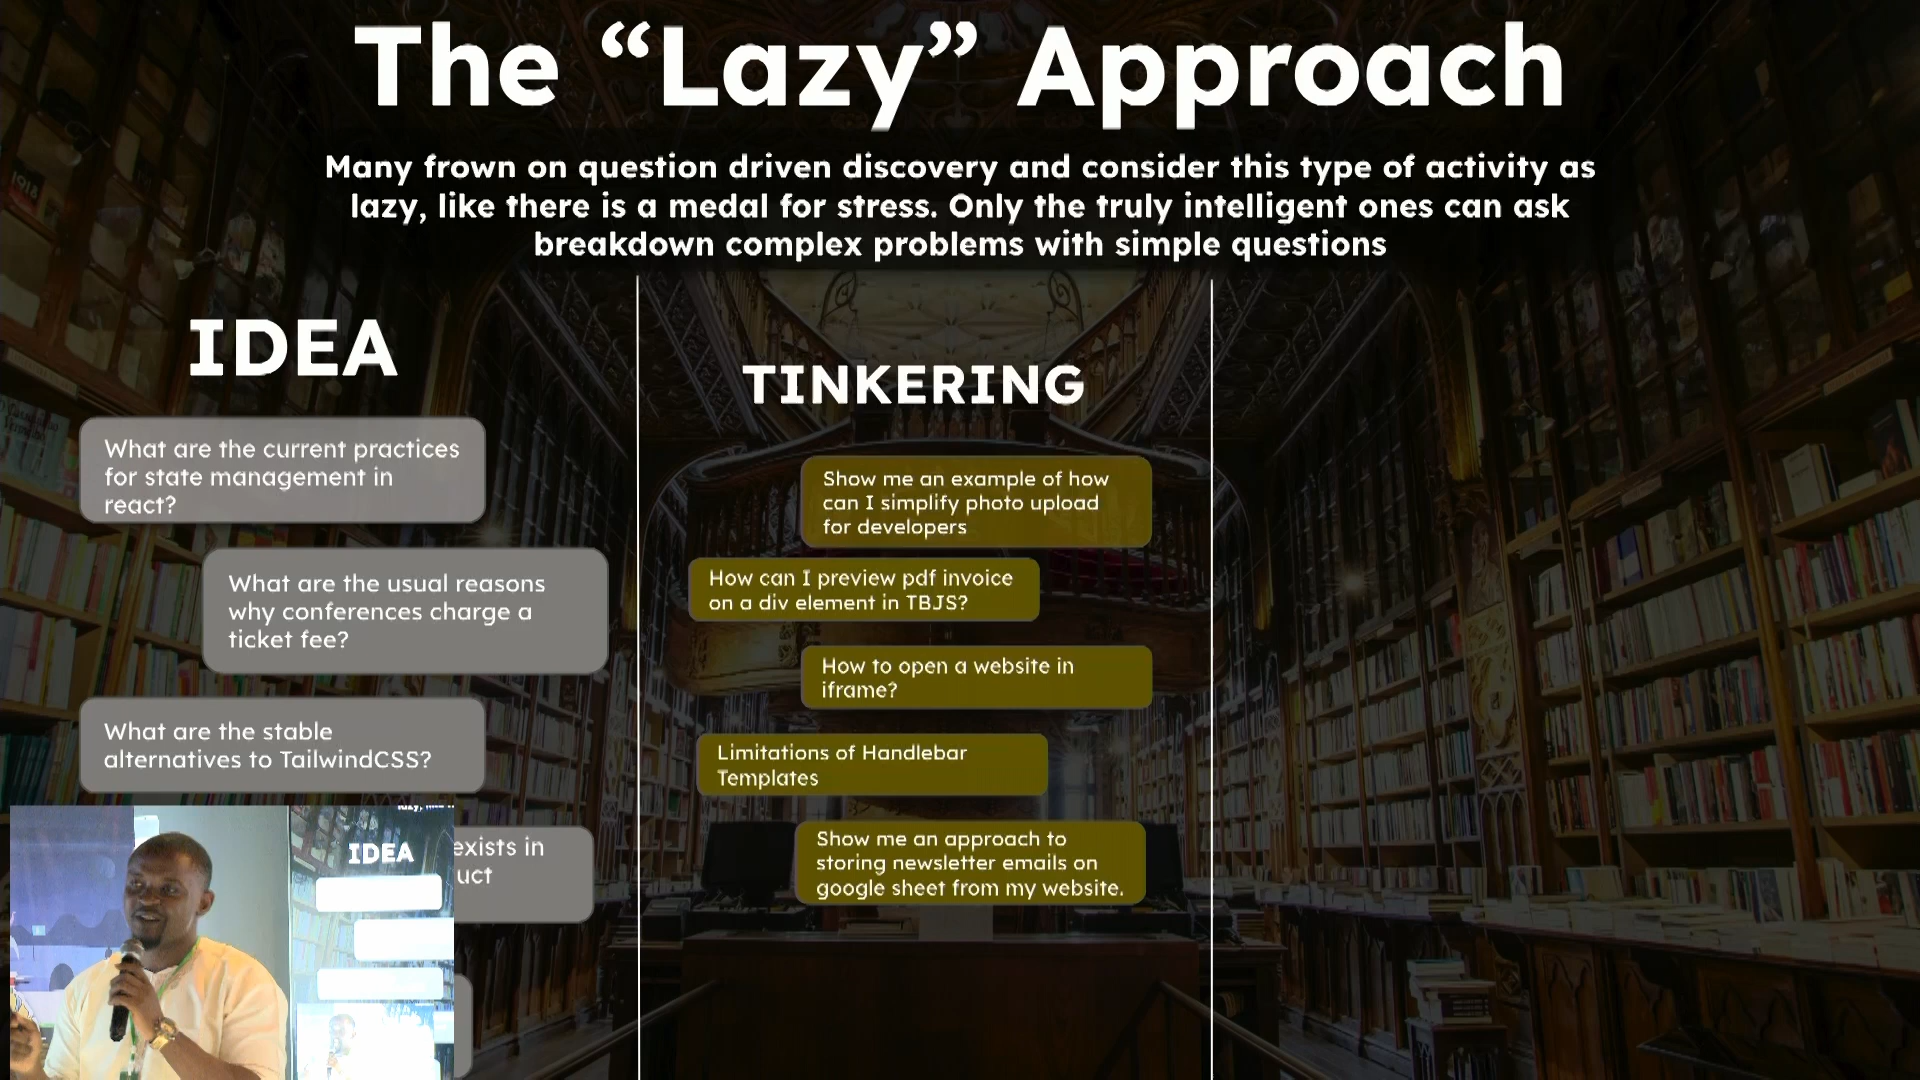 The “Lazy” Approach
Many frown on question driven discovery and consider this type of activity as
lazy, like there is a medal for stress. Only the truly intelligent ones can ask
breakdown complex problems with simple questions
IDEA
What are the current practices
for state management in
react?
What are the usual reasons
why conferences charge a
ticket fee?
What are the stable
alternatives to TailwindCSS?
exists in
uct
TINKERING
Show me an example of how
can I simplify photo upload
for developers
How can I preview pdf invoice
on a div element in TBJS?
How to open a website in
iframe?
Limitations of Handlebar
Templates
Show me an approach to
storing newsletter emails on
google sheet from my website.
IDEA
1918